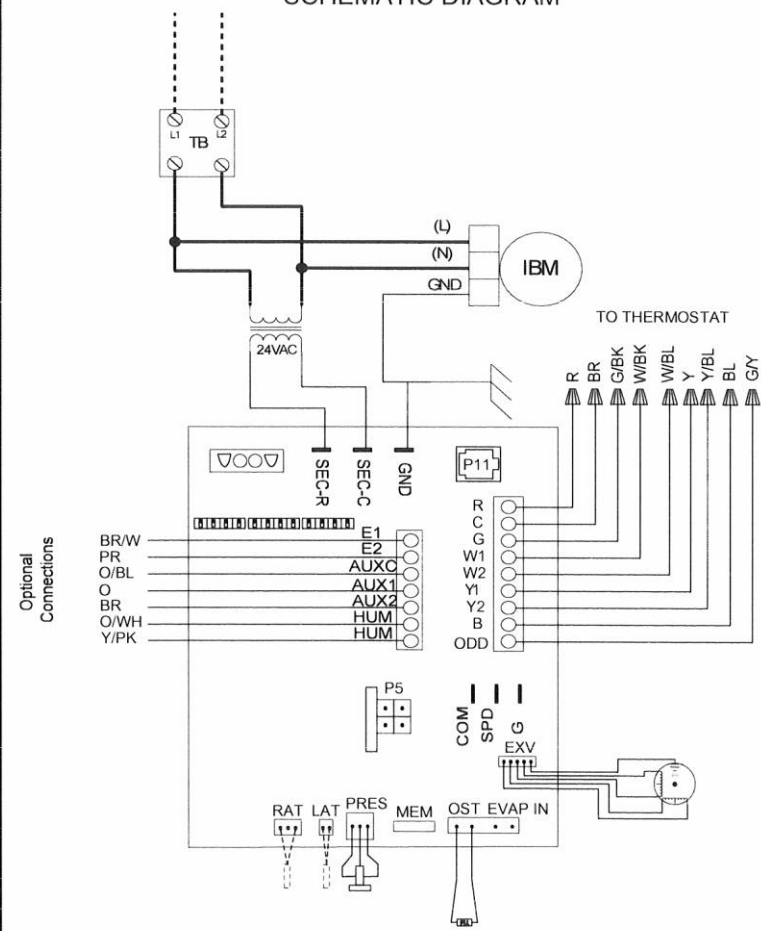 SCHEMATIC DIAGRAM
L1
L2
TB
(L)
(N)
GND
IBM
24VAC
TO THERMOSTAT
R
BR
G/BK
W/BK
W/BL
Y
Y/BL
BL
G/Y
SEC-R
SEC-C
GND
P11
Optional
Connections
BR/W
PR
O/BL
O
BR
O/WH
Y/PK
E1
E2
AUXC
AUX1
AUX2
HUM
HUM
R
C
G
W1
W2
Y1
Y2
B
ODD
P5
COM
SPD
G
EXV
RAT
LAT
PRES
MEM
OST
EVAP IN